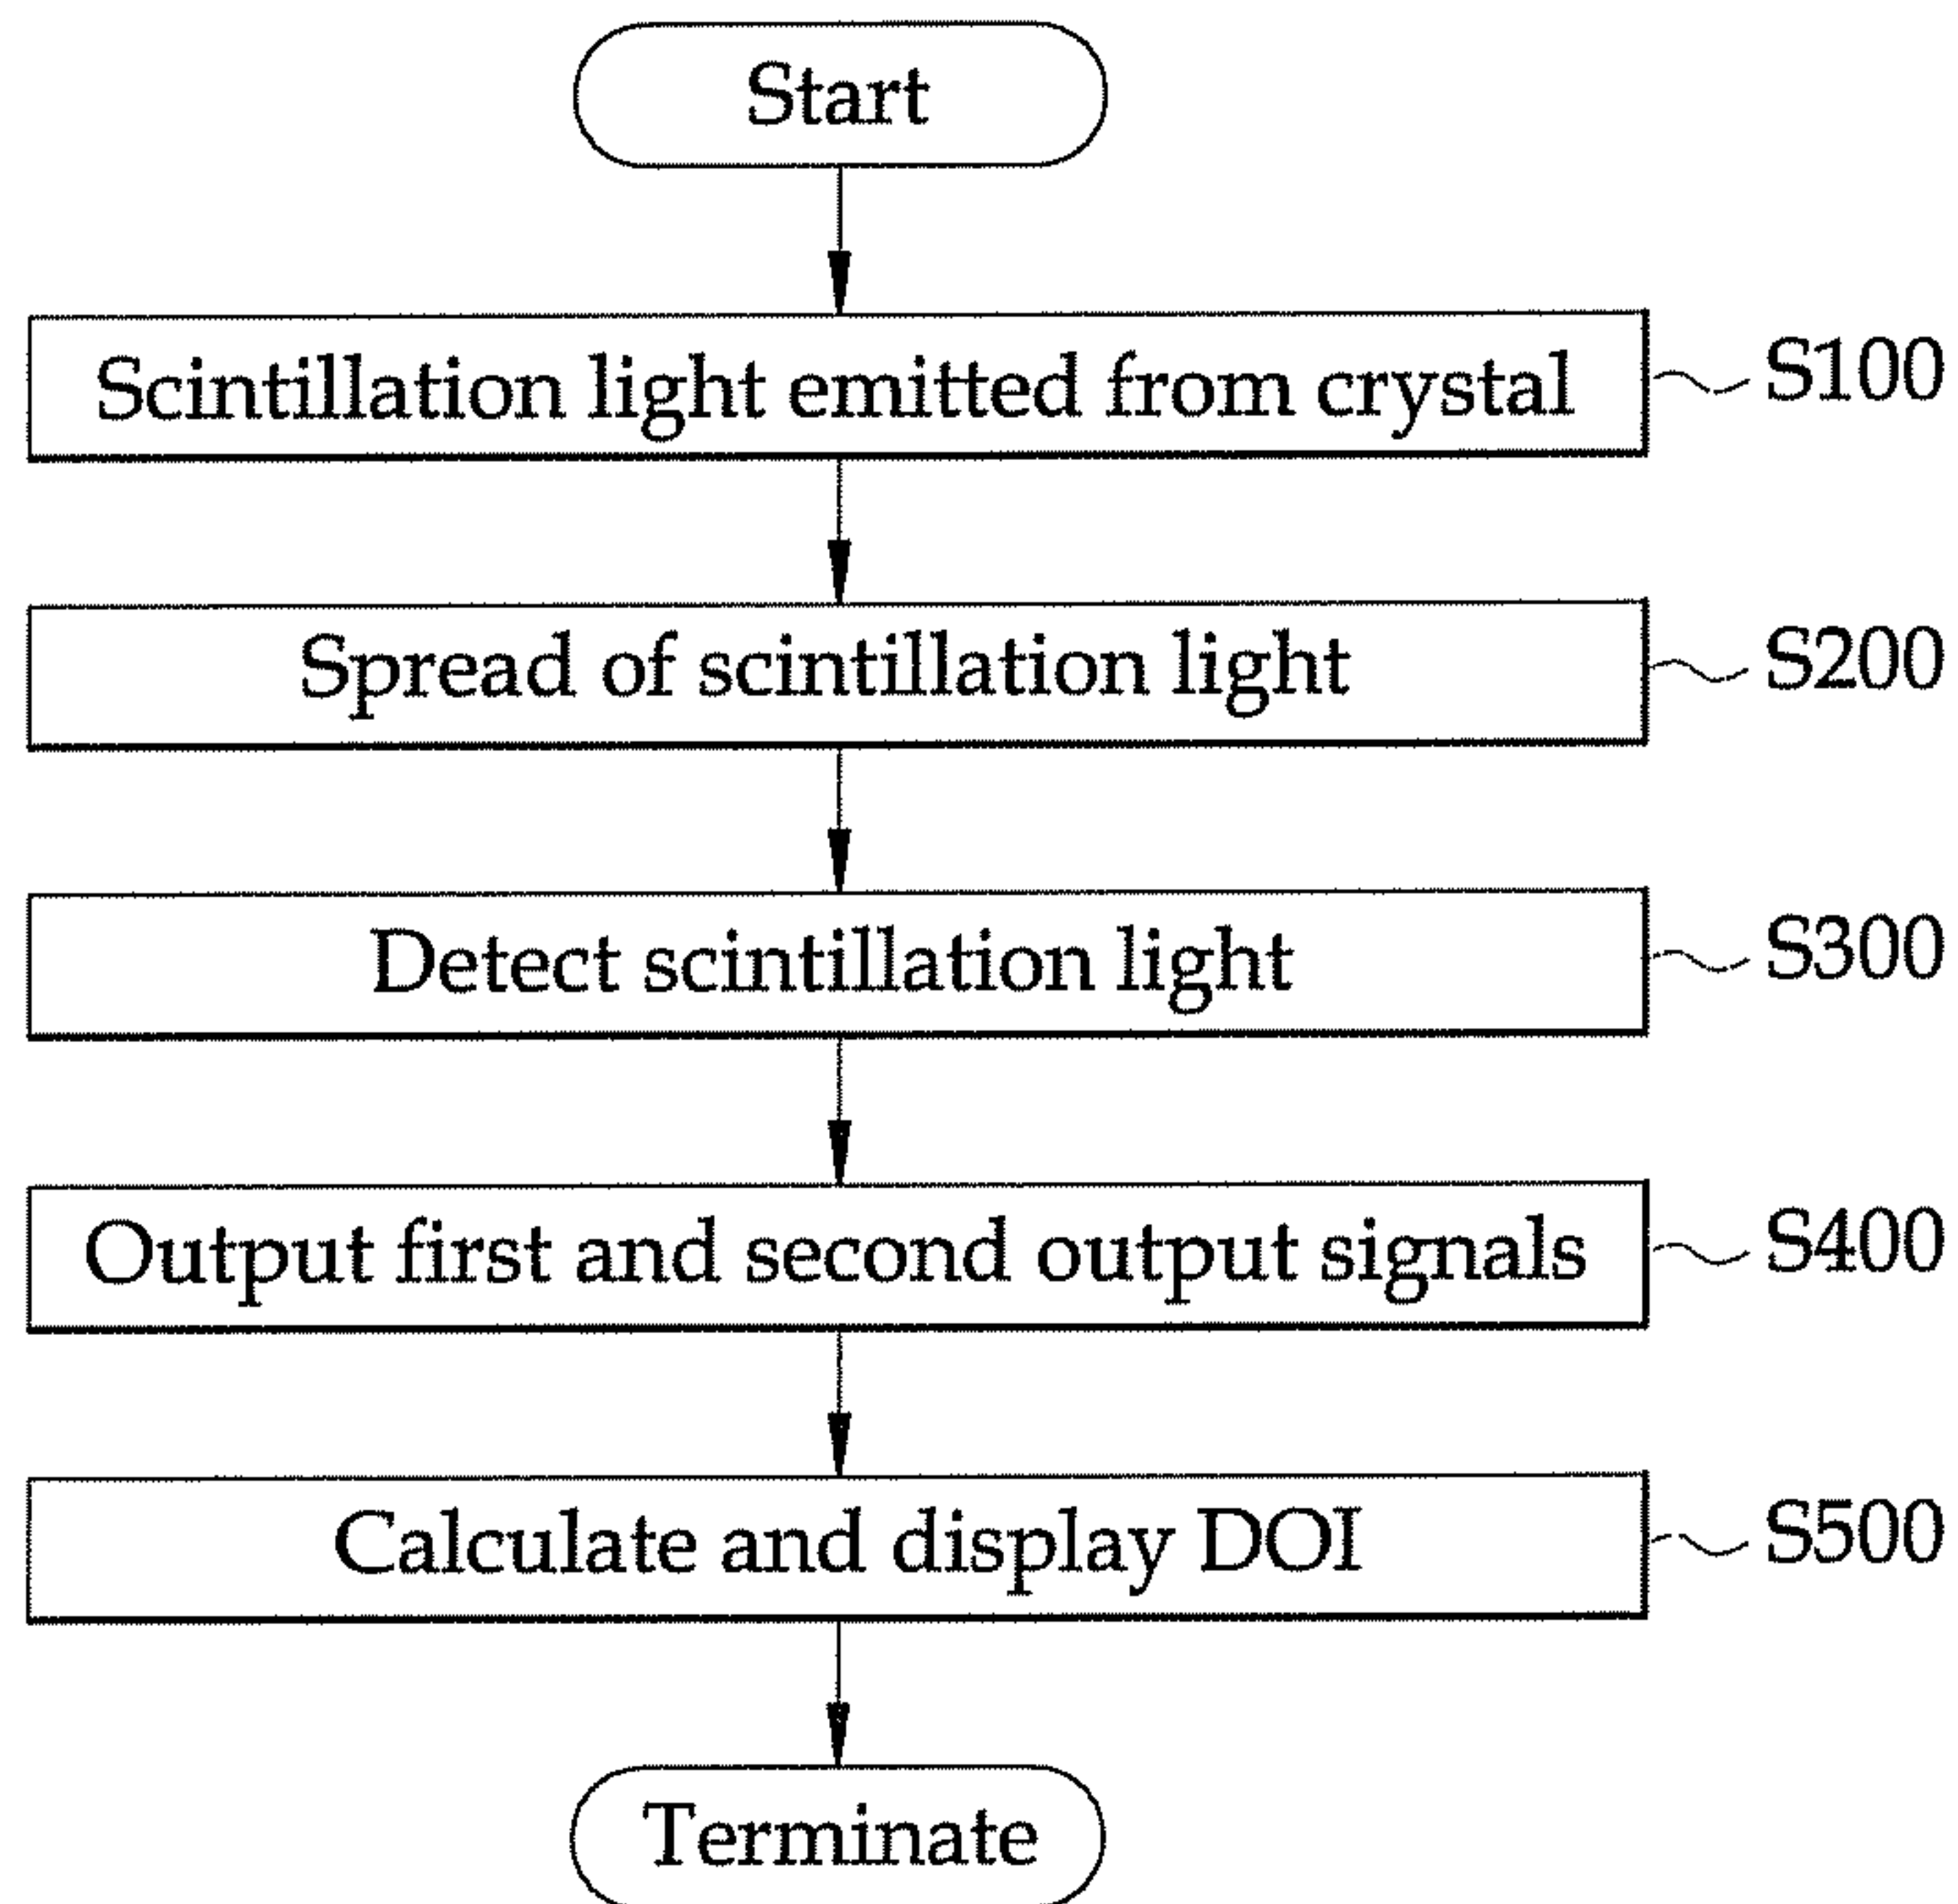 Start
Scintillation light emitted from crystal
S100
Spread of scintillation light
S200
Detect scintillation light
S300
Output first and second output signals
S400
Calculate and display DOI
S500
Terminate